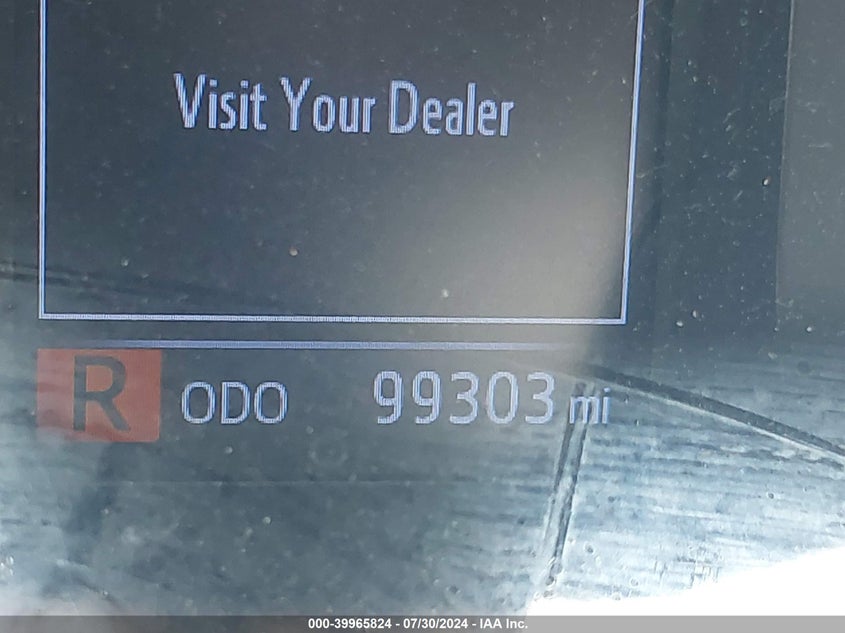 Visit Your Dealer
R ODO 99303 mi
000-39965824 - 07/30/2024 - IAA Inc.